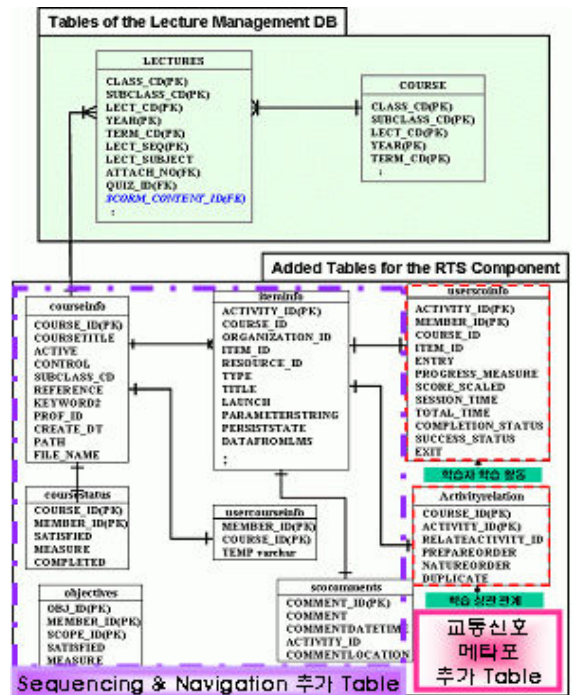 Tables of the Lecture Management DB
LECTURES
CLASS_CD(PK)
SUBCLASS_CD(PK)
LECT_CD(PK)
YEAR(PK)
TERM_CD(PK)
LECT_SEQ(PK)
LECT_SUBJECT
ATTACH_NO(FK)
QUIZ_ID(FK)
SCORM_CONTENT_ID(FK)
:
COURSE
CLASS_CD(PK)
SUBCLASS_CD(PK)
LECT_CD(PK)
YEAR(PK)
TERM_CD(PK)
:
Added Tables for the RTS Component
courseinfo
COURSE_ID(PK)
COURSETITLE
ACTIVE
CONTROL
SUBCLASS_CD
REFERENCE
KEYWORD2
PROF_ID
CREATE_DT
PATH
FILE_NAME
iteminfo
ACTIVITY_ID(PK)
COURSE_ID
ORGANIZATION_ID
ITEM_ID
RESOURCE_ID
TYPE
TITLE
LAUNCH
PARAMETERSTRING
PERSISTSTATE
DATAFROMLMS
:
userscoinfo
ACTIVITY_ID(PK)
MEMBER_ID(PK)
COURSE_ID
ITEM_ID
ENTRY
PROGRESS_MEASURE
SCORE_SCALED
SESSION_TIME
TOTAL_TIME
COMPLETION_STATUS
SUCCESS_STATUS
EXIT
학습자 학습 활동
coursestatus
COURSE_ID(PK)
MEMBER_ID(PK)
SATISFIED
MEASURE
COMPLETED
usercourseinfo
MEMBER_ID(PK)
COURSE_ID(PK)
TEMP varchar
Activityrelation
COURSE_ID(PK)
ACTIVITY_ID(PK)
RELATEACTIVITY_ID
PREPAREORDER
NATUREORDER
DUPLICATE
학습 상관 관계
objectives
OBJ_ID(PK)
MEMBER_ID(PK)
SCOPE_ID(PK)
SATISFIED
MEASURE
scocomments
COMMENT_ID(PK)
COMMENT
COMMENTDATETIME
ACTIVITY_ID
COMMENTLOCATION
교통신호
메타포
추가 Table
Sequencing & Navigation 추가 Table